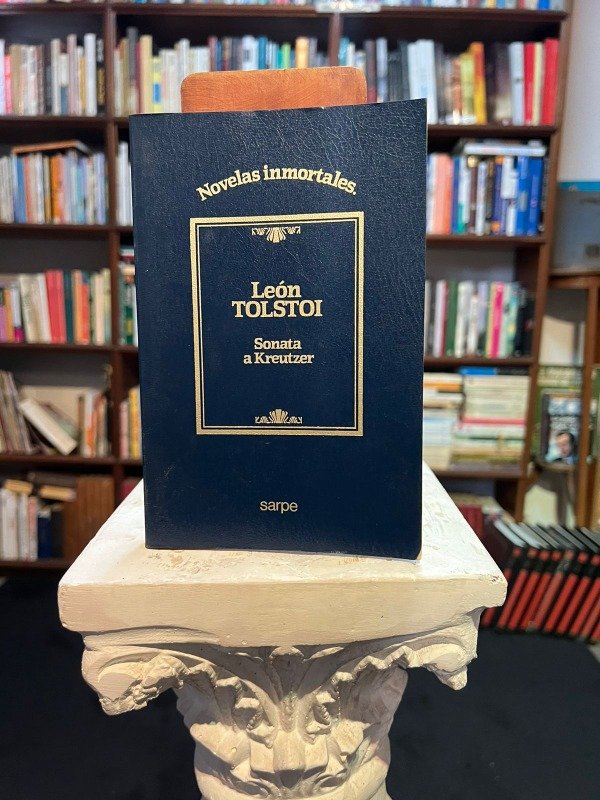 Novelas inmortales.
León
TOLSTOI
Sonata
a Kreutzer
sarpe